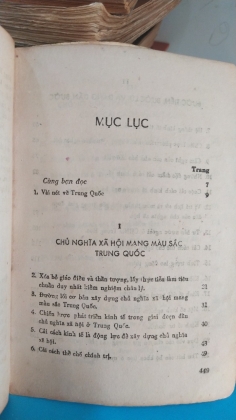 MỤC LỤC
Trang
Cùng bạn đọc 7
1. Vài nét về Trung Quốc 9
I
CHỦ NGHĨA XÃ HỘI MANG MÀU SẮC
TRUNG QUỐC
2. Xóa bỏ giáo điều và thần tượng, lấy thực tiễn làm tiêu
chuẩn duy nhất kiểm nghiệm chân lý. 21
3. Đường lối cơ bản xây dựng chủ nghĩa xã hội mang
màu sắc Trung Quốc. 31
4. Chiến lược phát triển kinh tế trong giai đoạn đầu
chủ nghĩa xã hội ở Trung Quốc. 40
5. Cải cách kinh tế là động lực để xây dựng chủ nghĩa
xã hội. 48
6. Cải cách thể chế chính trị. 49
449